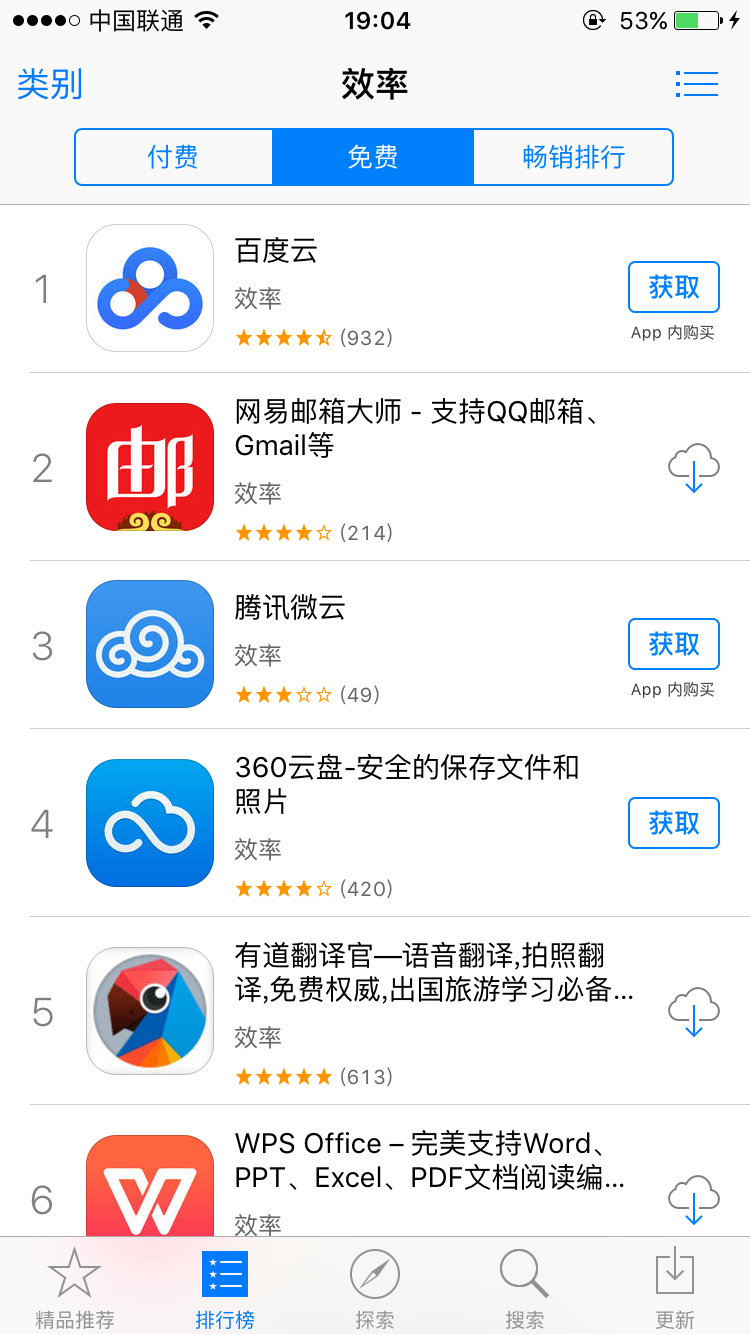 中国联通 19:04 53%
类别 效率
付费 免费 畅销排行
1
百度云
效率
(932)
获取
App 内购买
2
邮
网易邮箱大师 - 支持QQ邮箱、
Gmail等
效率
(214)
3
腾讯微云
效率
(49)
获取
App 内购买
4
360云盘-安全的保存文件和
照片
效率
(420)
获取
5
有道翻译官—语音翻译,拍照翻
译,免费权威,出国旅游学习必备...
效率
(613)
6
W
WPS Office – 完美支持Word、
PPT、Excel、PDF文档阅读编...
效率
精品推荐 排行榜 探索 搜索 更新